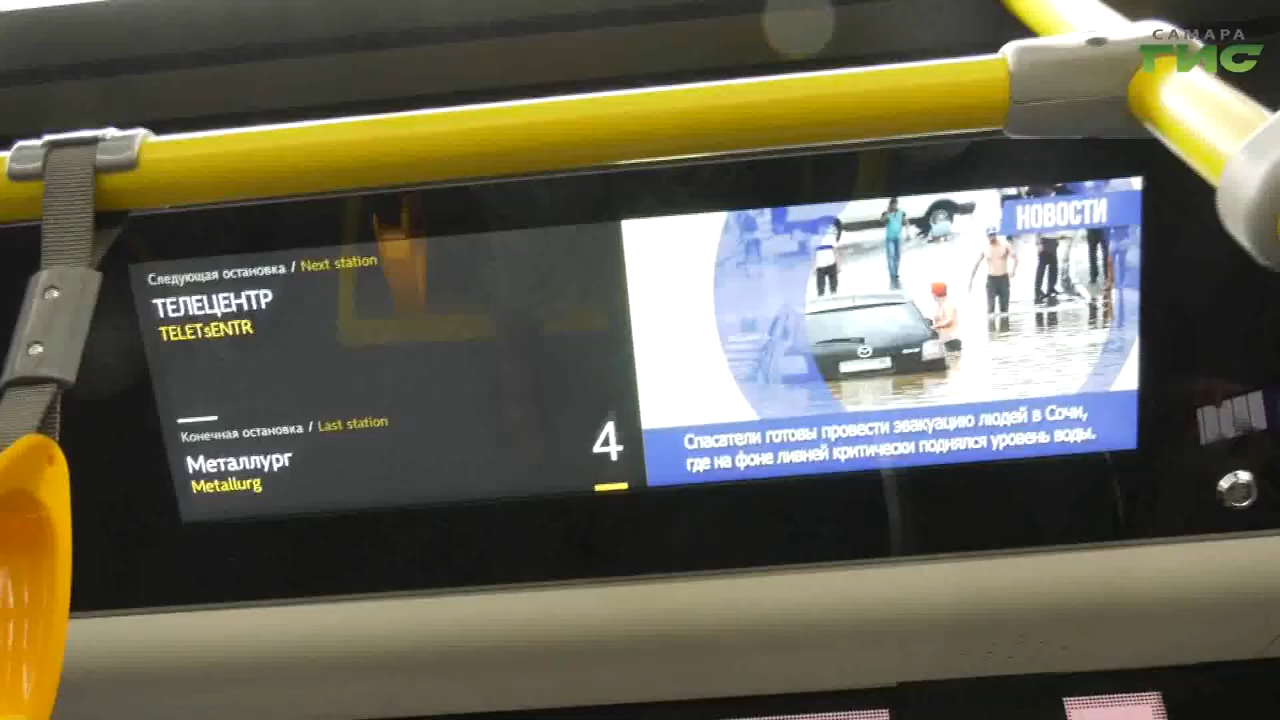 САМАРА
ГИС
Следующая остановка / Next station
ТЕЛЕЦЕНТР
TELETsENTR
Конечная остановка / Last station
Металлург
Metallurg
4
НОВОСТИ
Спасатели готовы провести эвакуацию людей в Сочи,
где на фоне ливней критически поднялся уровень воды.